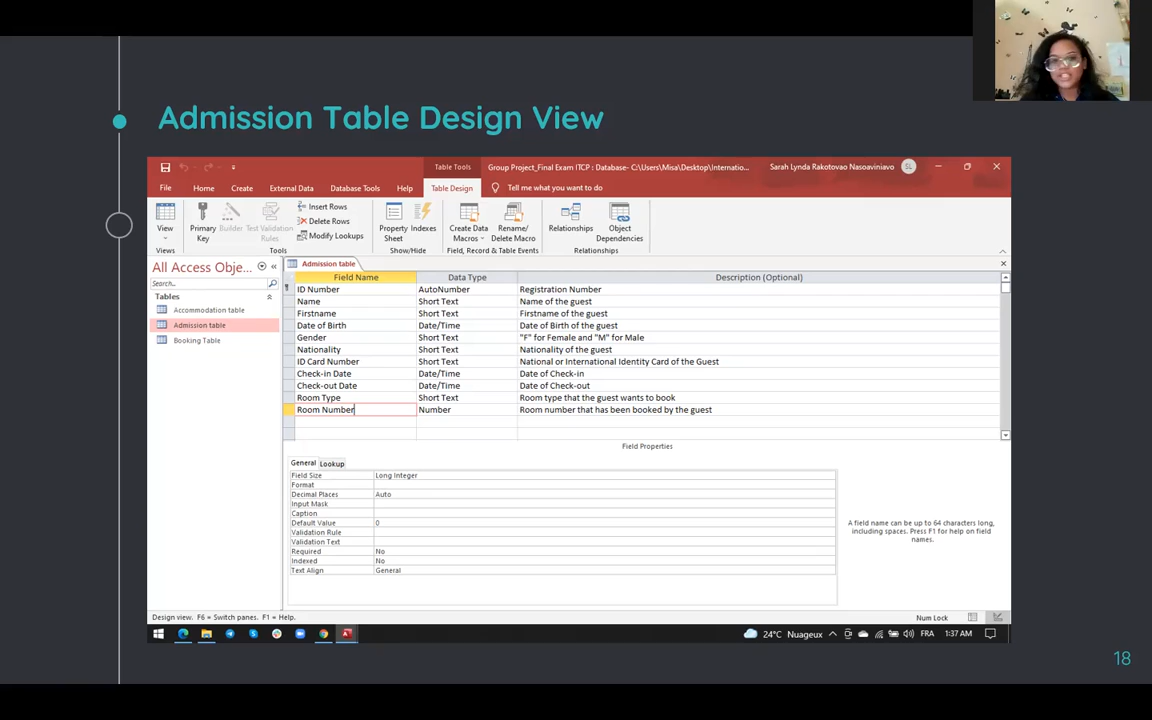 Admission Table Design View
Table Tools
Group Project_Final Exam ITCP : Database- C:\Users\Misa\Desktop\Internatio...
Sarah Lynda Rakotovao Nasoaviniavo
SL
File
Home
Create
External Data
Database Tools
Help
Table Design
Tell me what you want to do
View
Primary Key
Builder
Test Validation Rules
Insert Rows
Delete Rows
Modify Lookups
Property Sheet
Indexes
Create Data Macros
Rename/ Delete Macro
Relationships
Object Dependencies
Views
Tools
Show/Hide
Field, Record & Table Events
Relationships
All Access Obje...
Search...
Tables
Accommodation table
Admission table
Booking Table
Admission table
Field Name Data Type Description (Optional)
ID Number AutoNumber Registration Number
Name Short Text Name of the guest
Firstname Short Text Firstname of the guest
Date of Birth Date/Time Date of Birth of the guest
Gender Short Text "F" for Female and "M" for Male
Nationality Short Text Nationality of the guest
ID Card Number Short Text National or International Identity Card of the Guest
Check-in Date Date/Time Date of Check-in
Check-out Date Date/Time Date of Check-out
Room Type Short Text Room type that the guest wants to book
Room Number Number Room number that has been booked by the guest
Field Properties
General Lookup
Field Size Long Integer
Format
Decimal Places Auto
Input Mask
Caption
Default Value 0
Validation Rule
Validation Text
Required No
Indexed No
Text Align General
A field name can be up to 64 characters long,
including spaces. Press F1 for help on field
names.
Design view. F6 = Switch panes. F1 = Help.
Num Lock
24°C Nuageux
FRA
1:37 AM
18